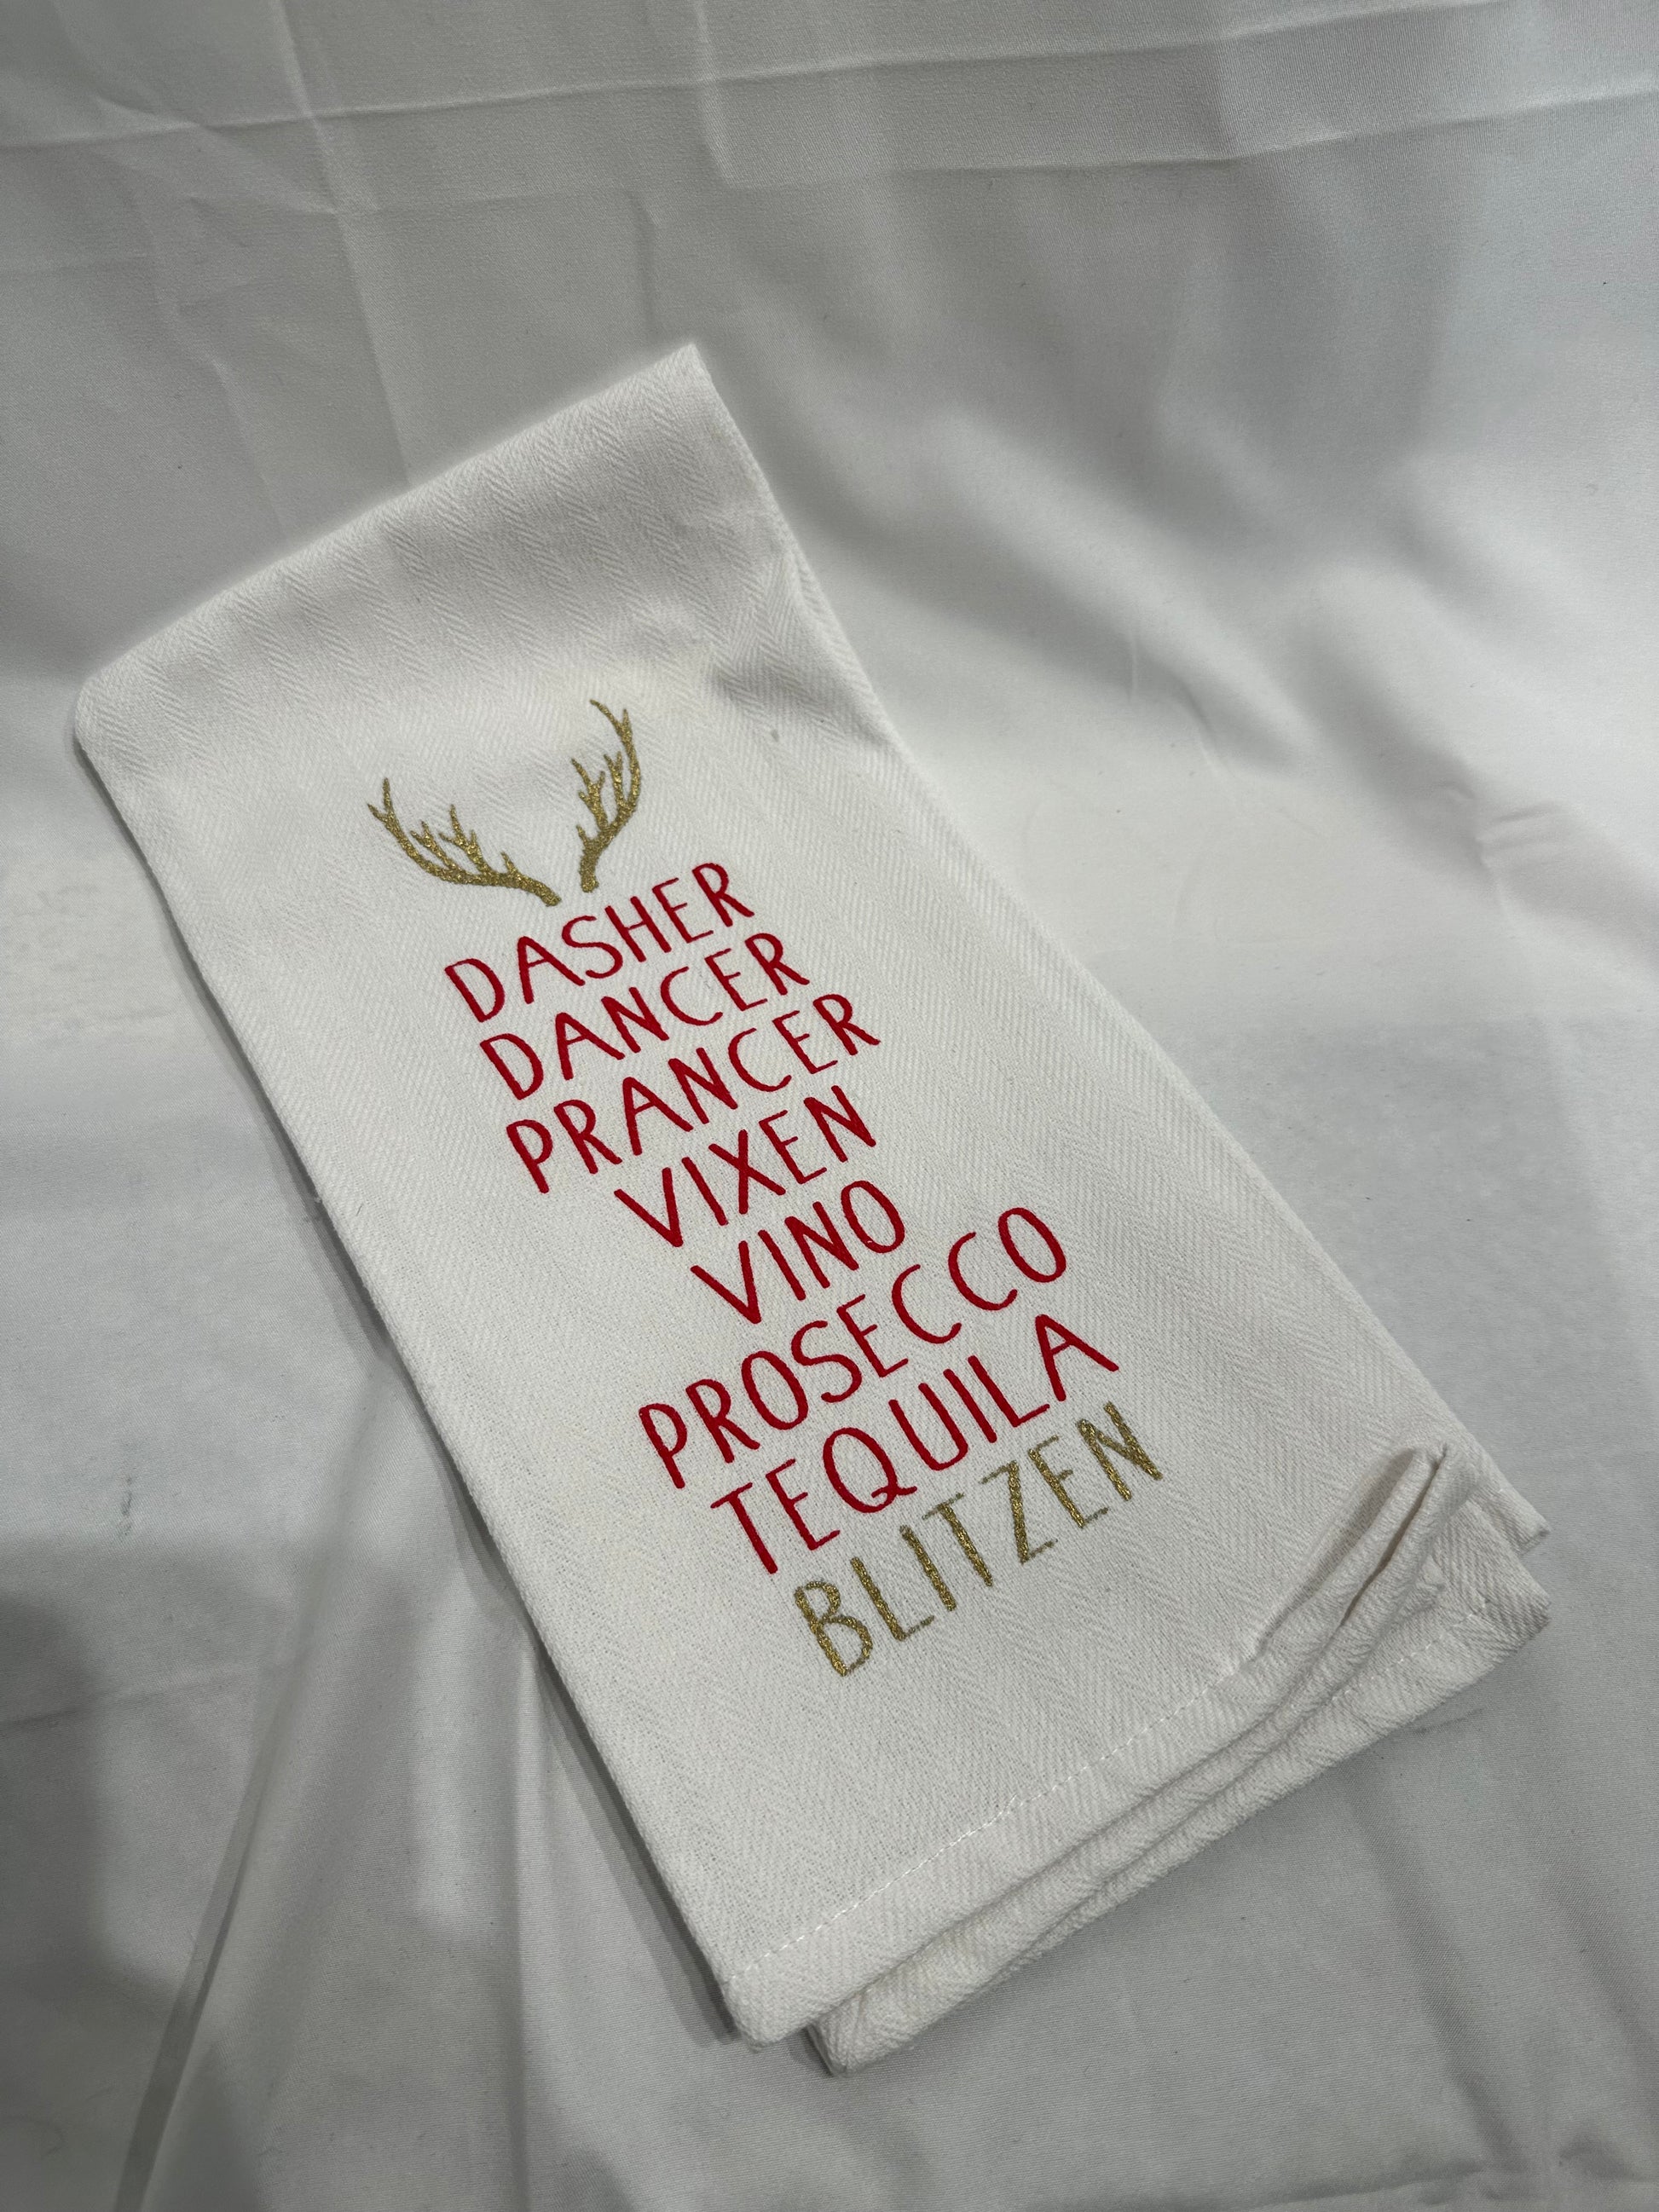 DASHER
DANCER
PRANCER
VIXEN
VINO
PROSECCO
TEQUILA
BLITZEN